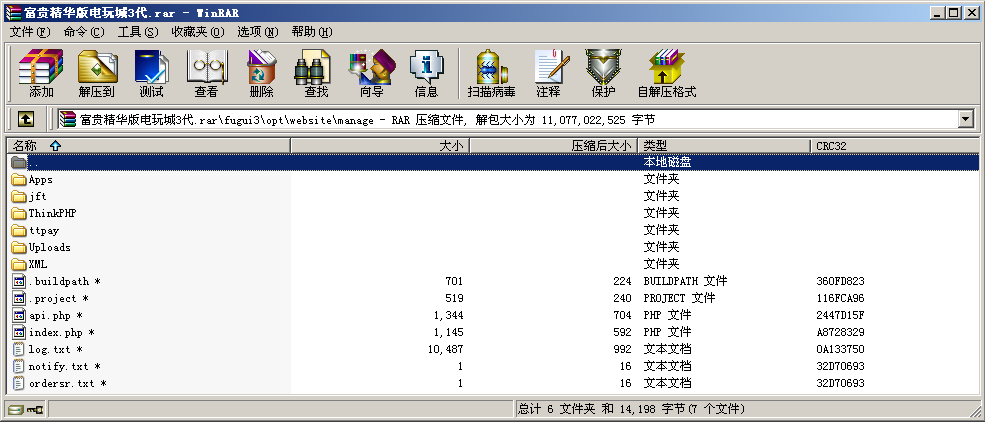 富贵精华版电玩城3代.rar - WinRAR
文件(F) 命令(C) 工具(S) 收藏夹(O) 选项(N) 帮助(H)
添加 解压到 测试 查看 删除 查找 向导 信息 扫描病毒 注释 保护 自解压格式
富贵精华版电玩城3代.rar\fugui3\opt\website\manage - RAR 压缩文件, 解包大小为 11,077,022,525 字节
名称 大小 压缩后大小 类型 CRC32
.. 本地磁盘
Apps 文件夹
jft 文件夹
ThinkPHP 文件夹
ttpay 文件夹
Uploads 文件夹
XML 文件夹
.buildpath * 701 224 BUILDPATH 文件 360FD823
.project * 519 240 PROJECT 文件 116FCA96
api.php * 1,344 704 PHP 文件 2447D15F
index.php * 1,145 592 PHP 文件 A8728329
log.txt * 10,487 992 文本文档 0A133750
notify.txt * 1 16 文本文档 32D70693
ordersr.txt * 1 16 文本文档 32D70693
总计 6 文件夹 和 14,198 字节(7 个文件)